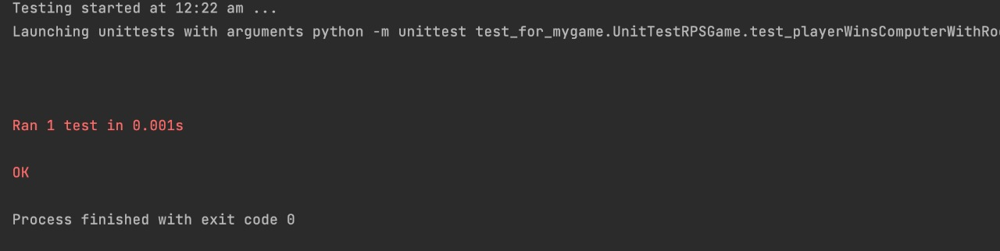 Testing started at 12:22 am ...
Launching unittests with arguments python -m unittest test_for_mygame.UnitTestRPSGame.test_playerWinsComputerWithRo
Ran 1 test in 0.001s
OK
Process finished with exit code 0